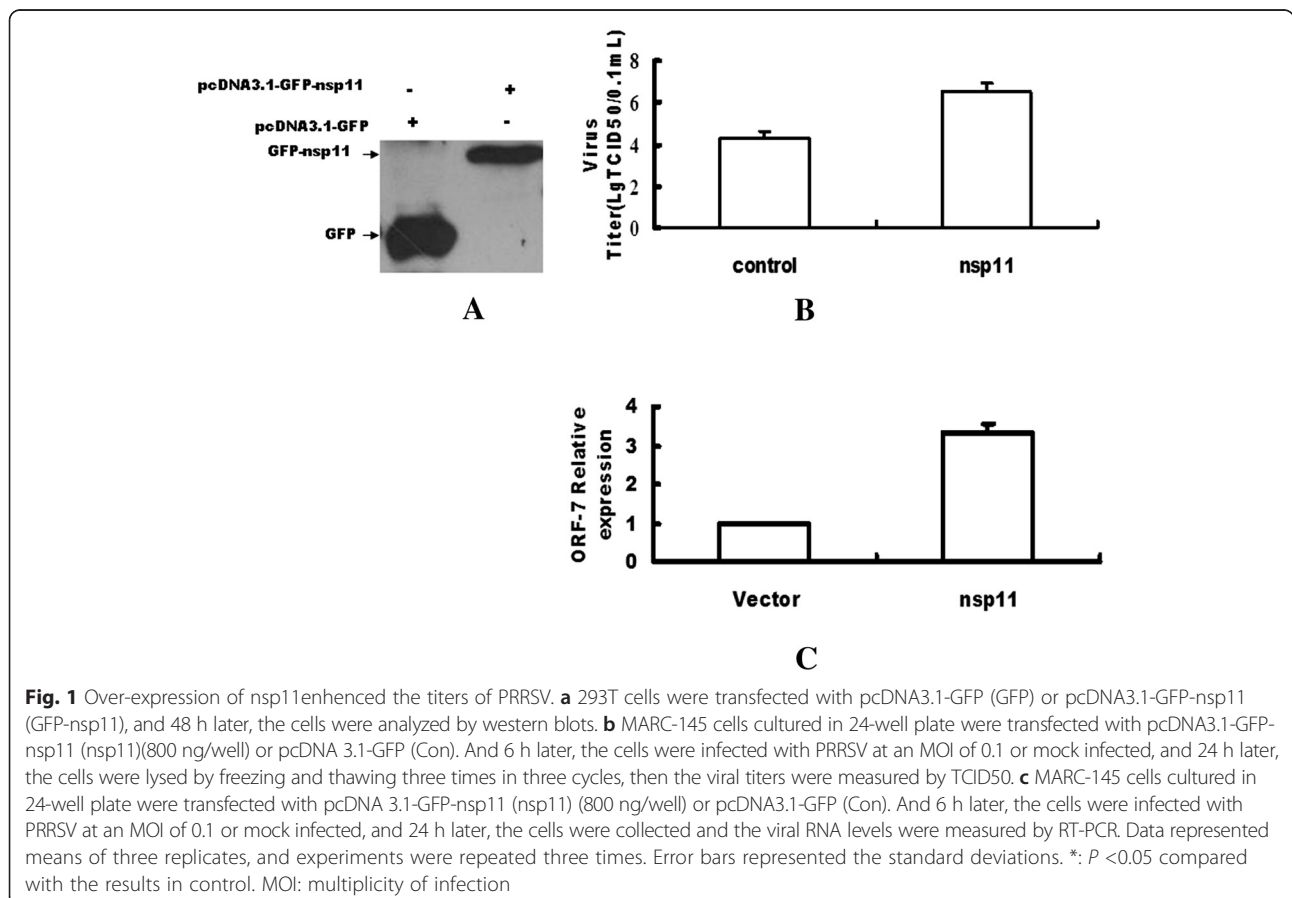 pcDNA3.1-GFP-nsp11 - +
pcDNA3.1-GFP + -
GFP-nsp11
GFP
A
Virus
Titer(LgTCID50/0.1mL)
8
6
4
2
0
control nsp11
B
ORF-7 Relative
expression
4
3
2
1
0
Vector nsp11
C
Fig. 1 Over-expression of nsp11enhenced the titers of PRRSV. a 293T cells were transfected with pcDNA3.1-GFP (GFP) or pcDNA3.1-GFP-nsp11
(GFP-nsp11), and 48 h later, the cells were analyzed by western blots. b MARC-145 cells cultured in 24-well plate were transfected with pcDNA3.1-GFP-
nsp11 (nsp11)(800 ng/well) or pcDNA 3.1-GFP (Con). And 6 h later, the cells were infected with PRRSV at an MOI of 0.1 or mock infected, and 24 h later,
the cells were lysed by freezing and thawing three times in three cycles, then the viral titers were measured by TCID50. c MARC-145 cells cultured in
24-well plate were transfected with pcDNA 3.1-GFP-nsp11 (nsp11) (800 ng/well) or pcDNA3.1-GFP (Con). And 6 h later, the cells were infected with
PRRSV at an MOI of 0.1 or mock infected, and 24 h later, the cells were collected and the viral RNA levels were measured by RT-PCR. Data represented
means of three replicates, and experiments were repeated three times. Error bars represented the standard deviations. *: P <0.05 compared
with the results in control. MOI: multiplicity of infection